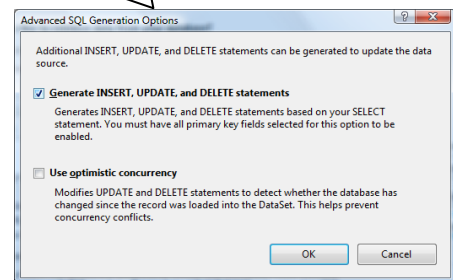 Advanced SQL Generation Options
Additional INSERT, UPDATE, and DELETE statements can be generated to update the data
source.
Generate INSERT, UPDATE, and DELETE statements
Generates INSERT, UPDATE, and DELETE statements based on your SELECT
statement. You must have all primary key fields selected for this option to be
enabled.
Use optimistic concurrency
Modifies UPDATE and DELETE statements to detect whether the database has
changed since the record was loaded into the DataSet. This helps prevent
concurrency conflicts.
OK Cancel